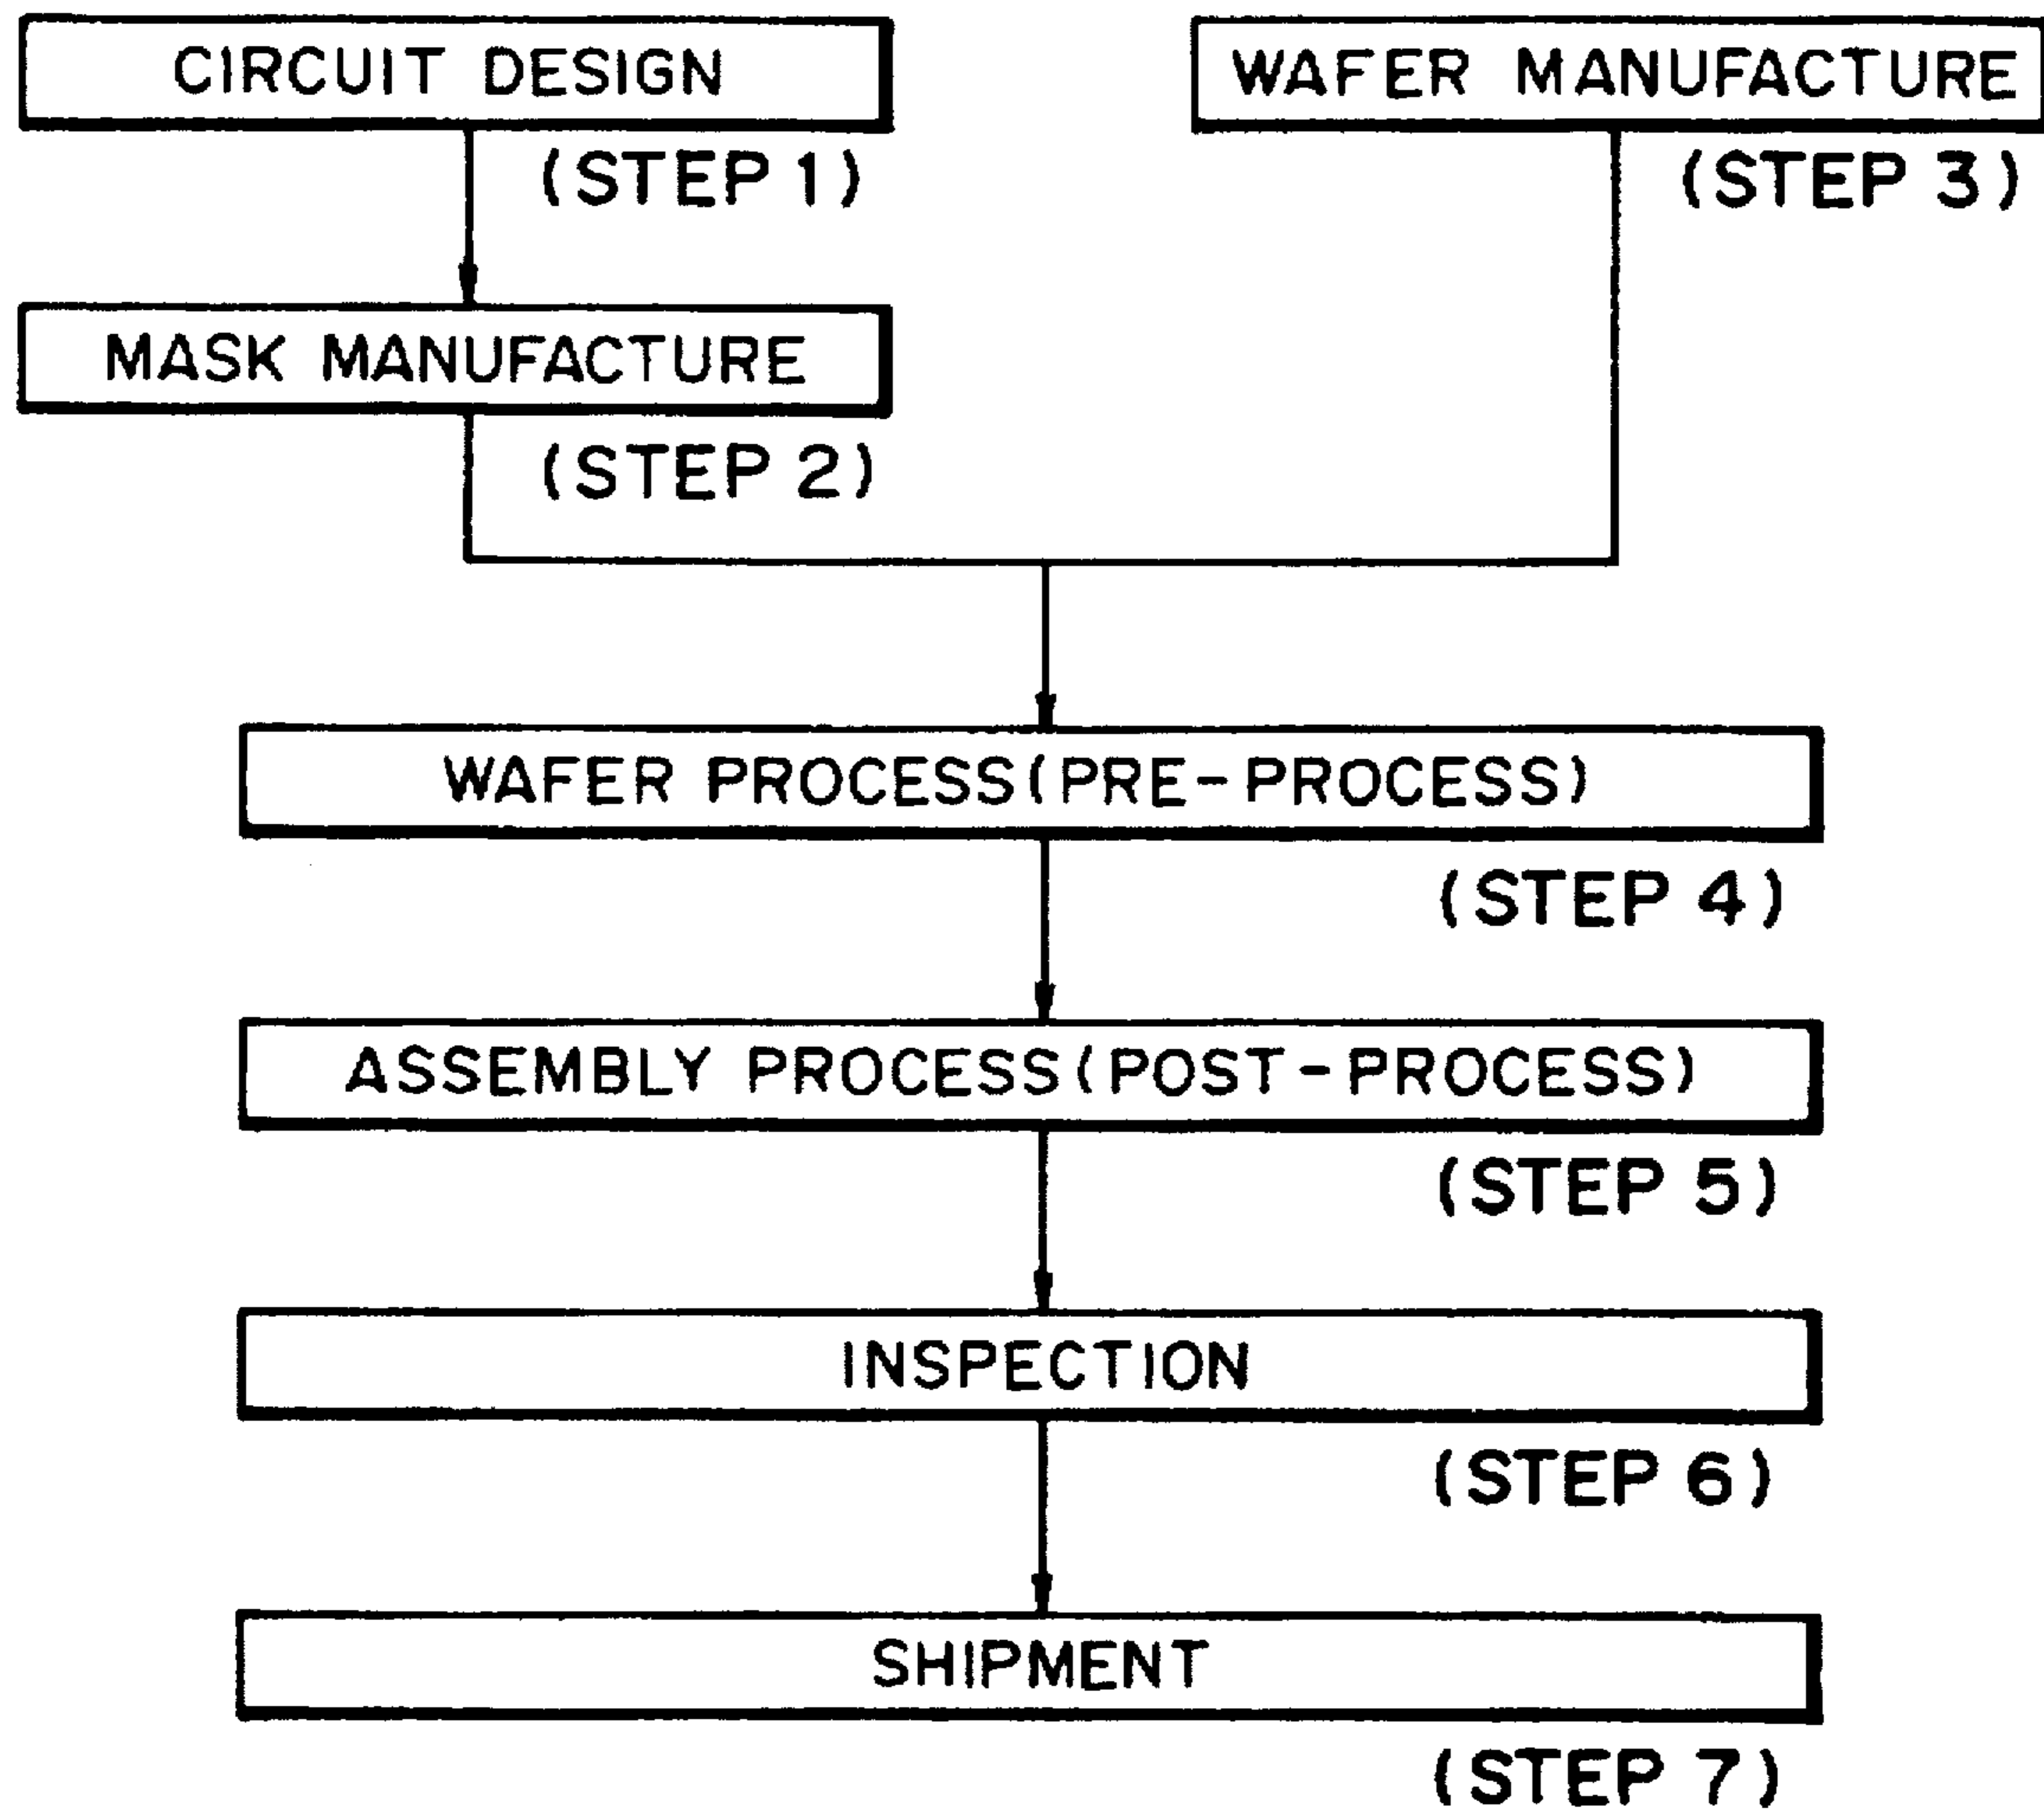 CIRCUIT DESIGN
(STEP 1)
WAFER MANUFACTURE
(STEP 3)
MASK MANUFACTURE
(STEP 2)
WAFER PROCESS(PRE-PROCESS)
(STEP 4)
ASSEMBLY PROCESS(POST-PROCESS)
(STEP 5)
INSPECTION
(STEP 6)
SHIPMENT
(STEP 7)